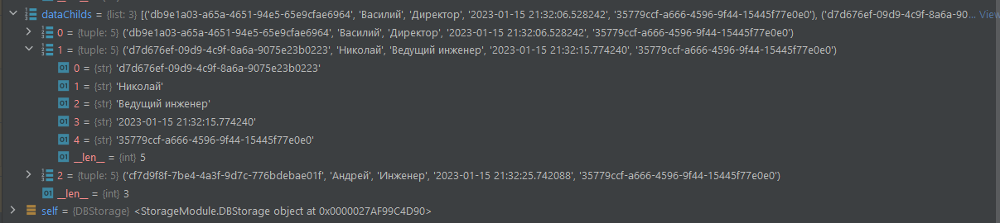 dataChilds = {list: 3} [('db9e1a03-a65a-4651-94e5-65e9cfae6964', 'Василий', 'Директор', '2023-01-15 21:32:06.528242', '35779ccf-a666-4596-9f44-15445f77e0e0'), ('d7d676ef-09d9-4c9f-8a6a-90... View
0 = {tuple: 5} ('db9e1a03-a65a-4651-94e5-65e9cfae6964', 'Василий', 'Директор', '2023-01-15 21:32:06.528242', '35779ccf-a666-4596-9f44-15445f77e0e0')
1 = {tuple: 5} ('d7d676ef-09d9-4c9f-8a6a-9075e23b0223', 'Николай', 'Ведущий инженер', '2023-01-15 21:32:15.774240', '35779ccf-a666-4596-9f44-15445f77e0e0')
0 = {str} 'd7d676ef-09d9-4c9f-8a6a-9075e23b0223'
1 = {str} 'Николай'
2 = {str} 'Ведущий инженер'
3 = {str} '2023-01-15 21:32:15.774240'
4 = {str} '35779ccf-a666-4596-9f44-15445f77e0e0'
__len__ = {int} 5
2 = {tuple: 5} ('cf7d9f8f-7be4-4a3f-9d7c-776bdebae01f', 'Андрей', 'Инженер', '2023-01-15 21:32:25.742088', '35779ccf-a666-4596-9f44-15445f77e0e0')
__len__ = {int} 3
self = {DBStorage} <StorageModule.DBStorage object at 0x0000027AF99C4D90>